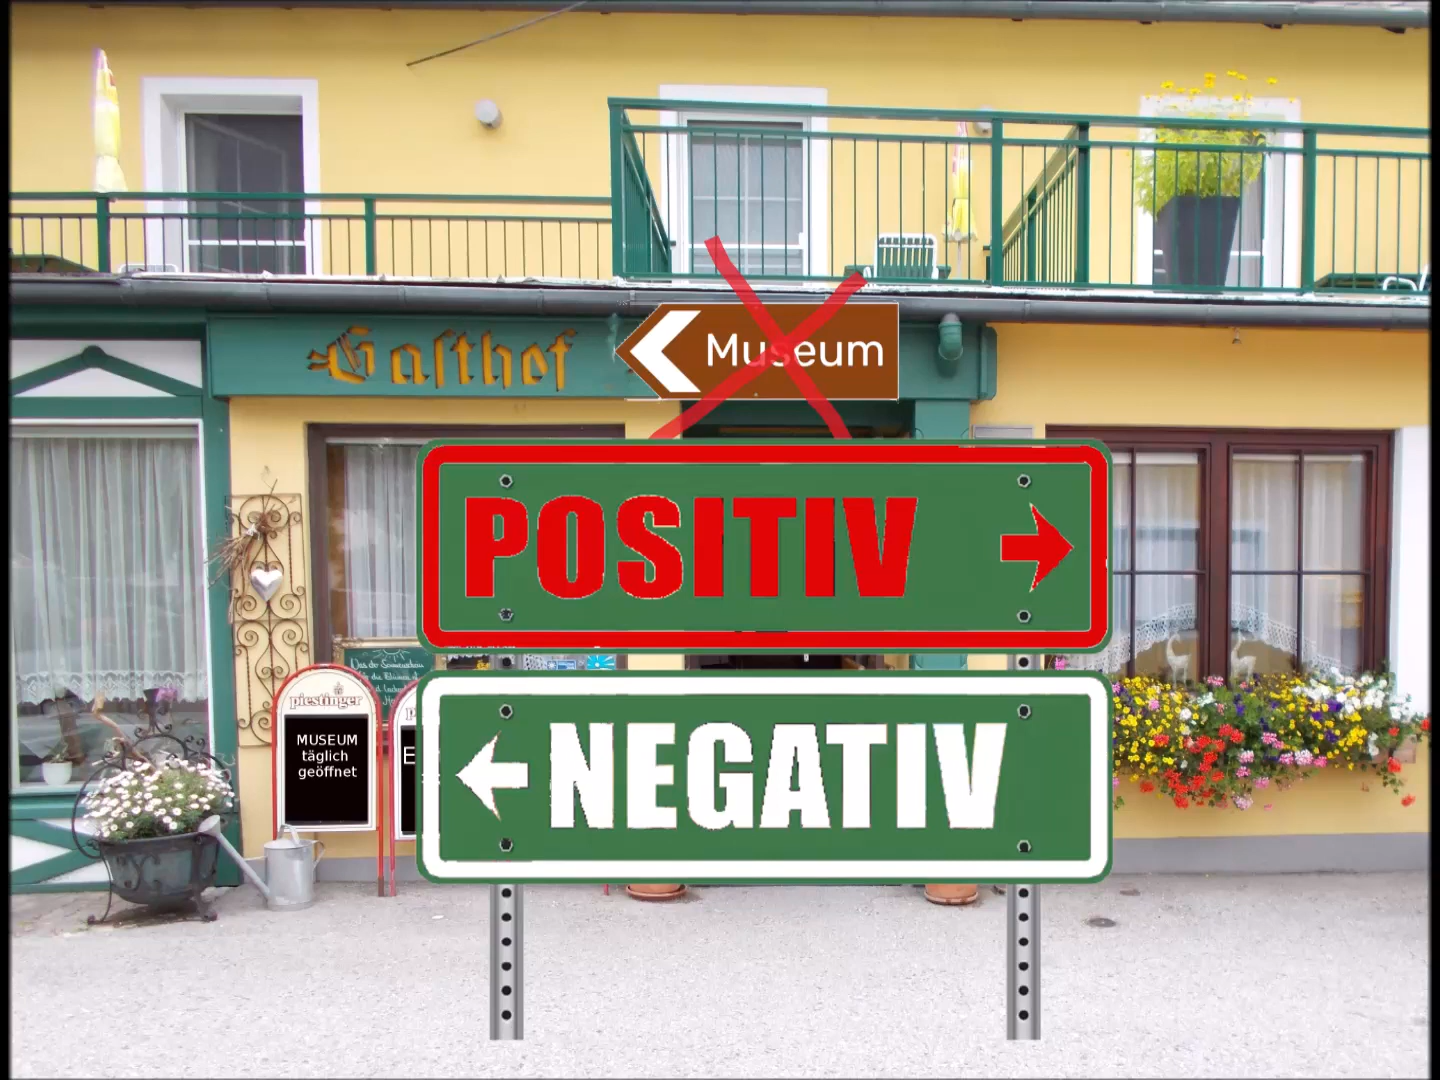 Gasthof
Museum
POSITIV
NEGATIV
piestinger
MUSEUM
täglich
geöffnet
p
E